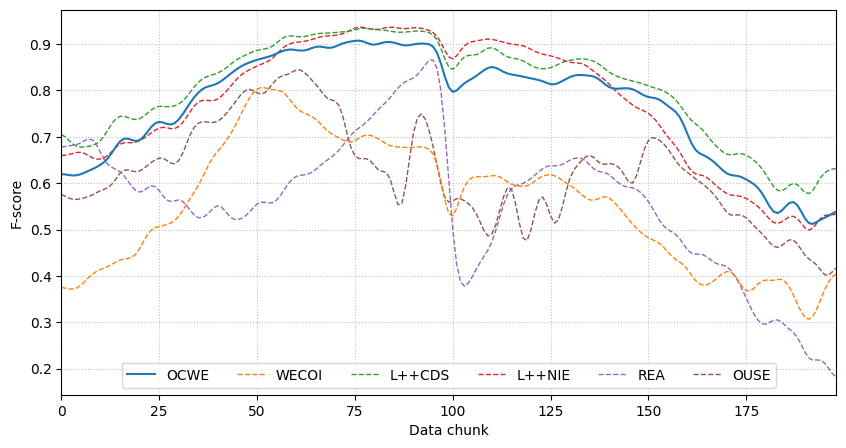 F-score
0.9
0.8
0.7
0.6
0.5
0.4
0.3
0.2
OCWE WECOI L++CDS L++NIE REA OUSE
0 25 50 75 100 125 150 175
Data chunk